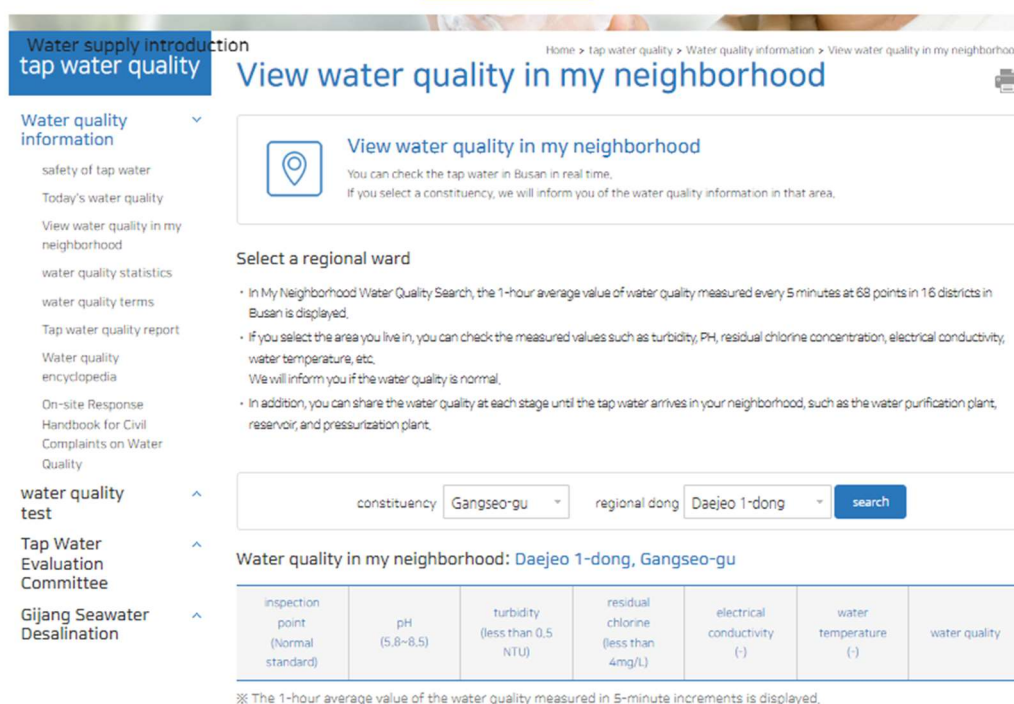 Water supply introduction
tap water quality
Home > tap water quality > Water quality information > View water quality in my neighborhoo
View water quality in my neighborhood
Water quality
information
safety of tap water
Today's water quality
View water quality in my
neighborhood
water quality statistics
water quality terms
Tap water quality report
Water quality
encyclopedia
On-site Response
Handbook for Civil
Complaints on Water
Quality
water quality
test
Tap Water
Evaluation
Committee
Gijang Seawater
Desalination
View water quality in my neighborhood
You can check the tap water in Busan in real time.
If you select a constituency, we will inform you of the water quality information in that area.
Select a regional ward
• In My Neighborhood Water Quality Search, the 1-hour average value of water quality measured every 5 minutes at 68 points in 16 districts in
Busan is displayed.
• If you select the area you live in, you can check the measured values such as turbidity, PH, residual chlorine concentration, electrical conductivity,
water temperature, etc.
We will inform you if the water quality is normal.
• In addition, you can share the water quality at each stage until the tap water arrives in your neighborhood, such as the water purification plant,
reservoir, and pressurization plant.
constituency Gangseo-gu regional dong Daejeo 1-dong search
Water quality in my neighborhood: Daejeo 1-dong, Gangseo-gu
inspection
point
(Normal
standard)
pH
(5.8~8.5)
turbidity
(less than 0.5
NTU)
residual
chlorine
(less than
4mg/L)
electrical
conductivity
(-)
water
temperature
(-)
water quality
※ The 1-hour average value of the water quality measured in 5-minute increments is displayed.